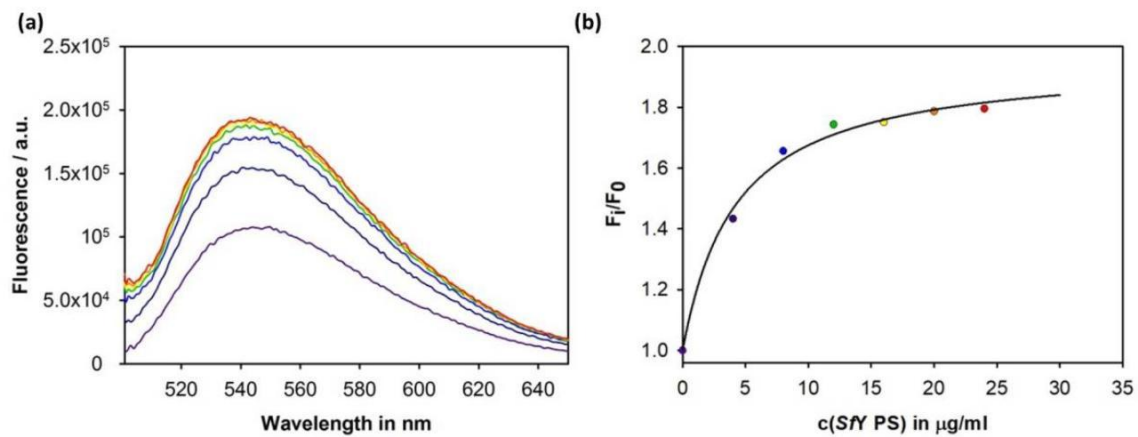 (a)
2.5x10⁵
2.0x10⁵
1.5x10⁵
10⁵
5.0x10⁴
0
Fluorescence / a.u.
520 540 560 580 600 620 640
Wavelength in nm
(b)
2.0
1.8
1.6
1.4
1.2
1.0
Fᵢ/F₀
0 5 10 15 20 25 30 35
c(SfY PS) in µg/ml